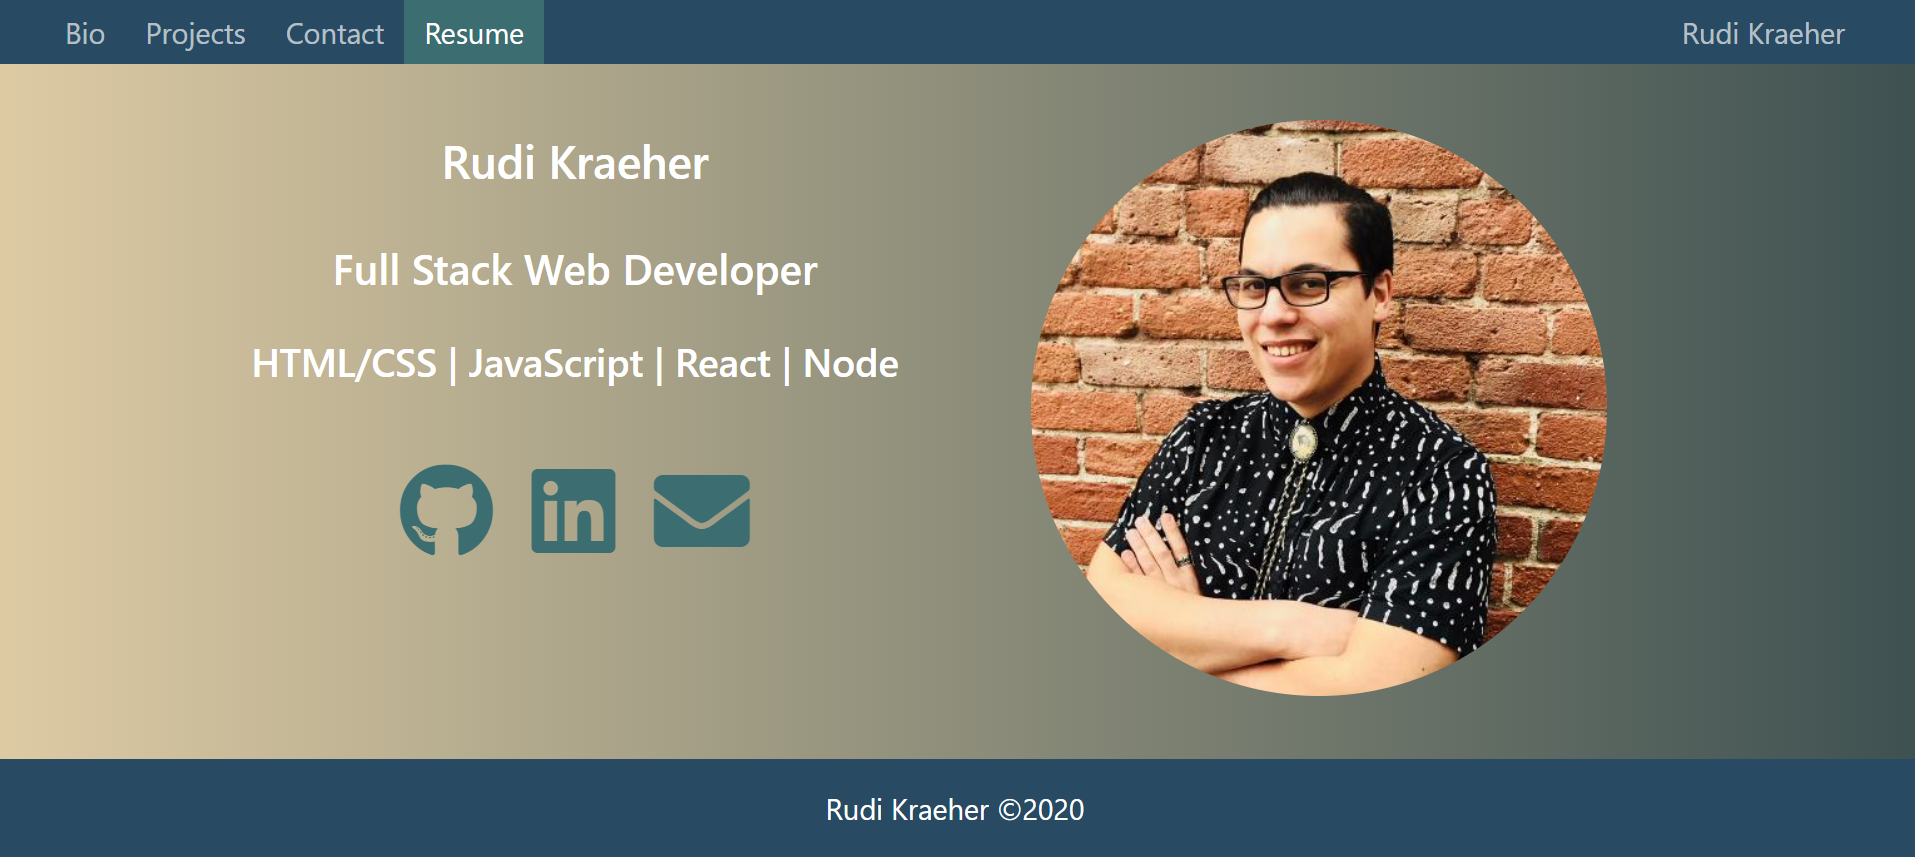 Bio Projects Contact Resume Rudi Kraeher
Rudi Kraeher
Full Stack Web Developer
HTML/CSS | JavaScript | React | Node
in
Rudi Kraeher ©2020